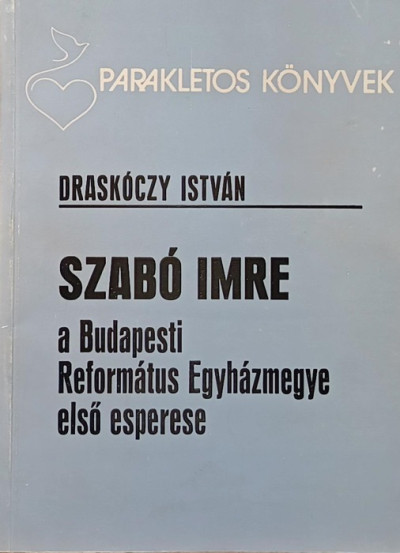 PARAKLETOS KÖNYVEK
DRASKÓCZY ISTVÁN
SZABÓ IMRE
a Budapesti
Református Egyházmegye
első esperese